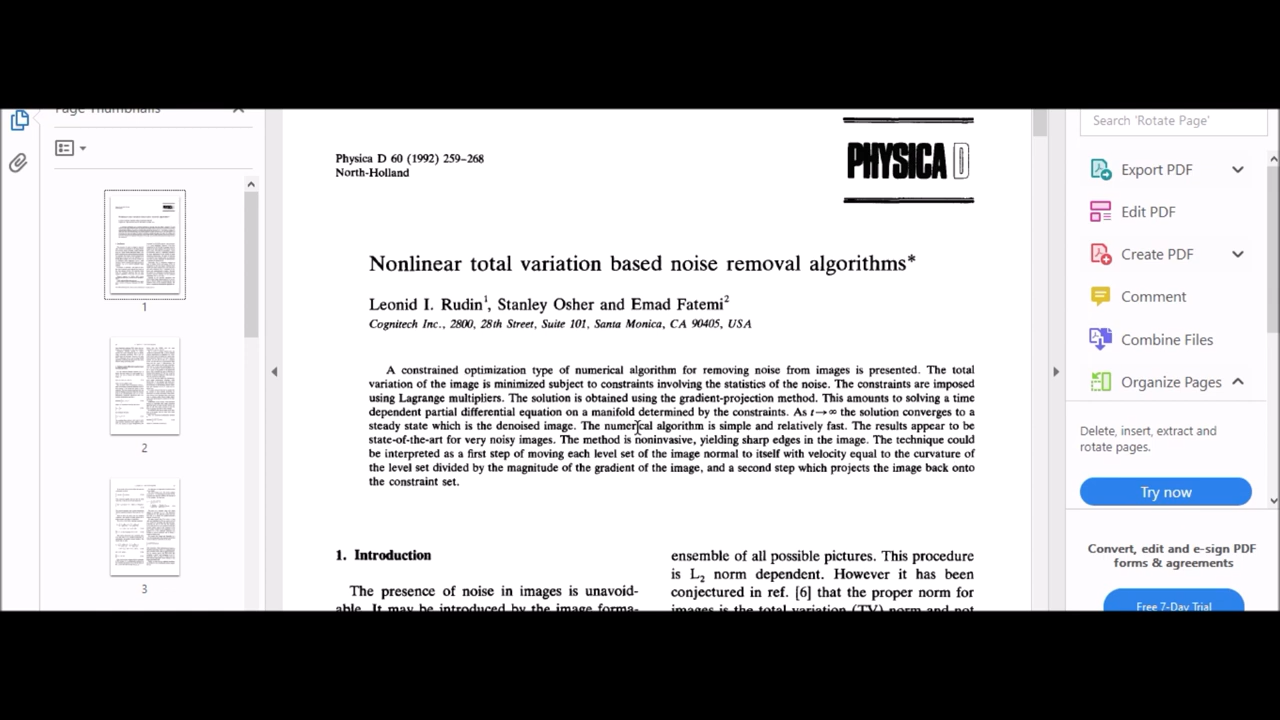 Page Thumbnails
Search 'Rotate Page'
Export PDF
Edit PDF
Create PDF
Comment
Combine Files
Organize Pages
Delete, insert, extract and
rotate pages.
Try now
Convert, edit and e-sign PDF
forms & agreements
Free 7-Day Trial
1
2
3
Physica D 60 (1992) 259–268
North-Holland
PHYSICA D
Nonlinear total variation based noise removal algorithms*
Leonid I. Rudin1, Stanley Osher and Emad Fatemi2
Cognitech Inc., 2800, 28th Street, Suite 101, Santa Monica, CA 90405, USA
A constrained optimization type of numerical algorithm for removing noise from images is presented. The total
variation of the image is minimized subject to constraints involving the statistics of the noise. The constraints are imposed
using Lagrange multipliers. The solution is obtained using the gradient-projection method. This amounts to solving a time
dependent partial differential equation on a manifold determined by the constraints. As t→∞ the solution converges to a
steady state which is the denoised image. The numerical algorithm is simple and relatively fast. The results appear to be
state-of-the-art for very noisy images. The method is noninvasive, yielding sharp edges in the image. The technique could
be interpreted as a first step of moving each level set of the image normal to itself with velocity equal to the curvature of
the level set divided by the magnitude of the gradient of the image, and a second step which projects the image back onto
the constraint set.
1. Introduction
The presence of noise in images is unavoid-
able. It may be introduced by the image forma-
ensemble of all possible pictures. This procedure
is L2 norm dependent. However it has been
conjectured in ref. [6] that the proper norm for
images is the total variation (TV) norm and not